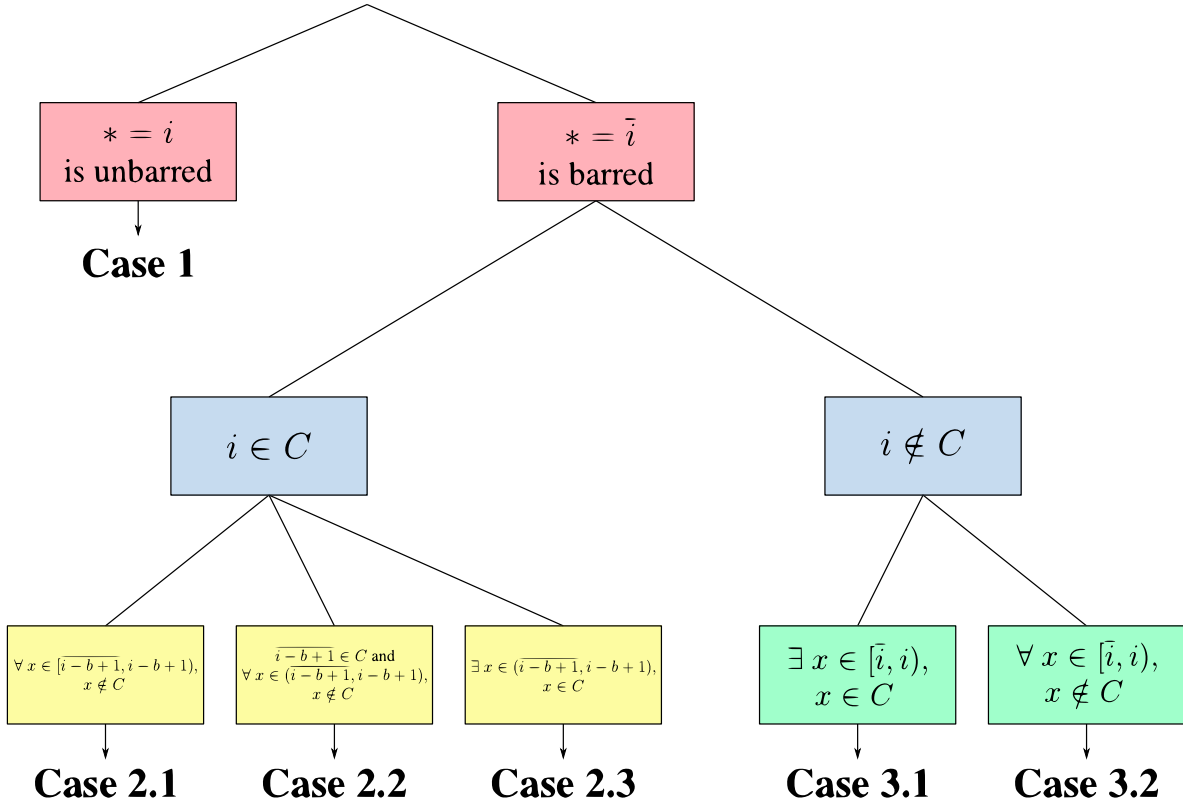 ∗ = i
is unbarred
∗ = i̅
is barred
Case 1
i ∈ C
i ∉ C
∀ x ∈ [\overline{i − b + 1}, i − b + 1),
x ∉ C
\overline{i − b + 1} ∈ C and
∀ x ∈ (\overline{i − b + 1}, i − b + 1),
x ∉ C
∃ x ∈ (\overline{i − b + 1}, i − b + 1),
x ∈ C
∃ x ∈ [i̅, i),
x ∈ C
∀ x ∈ [i̅, i),
x ∉ C
Case 2.1
Case 2.2
Case 2.3
Case 3.1
Case 3.2